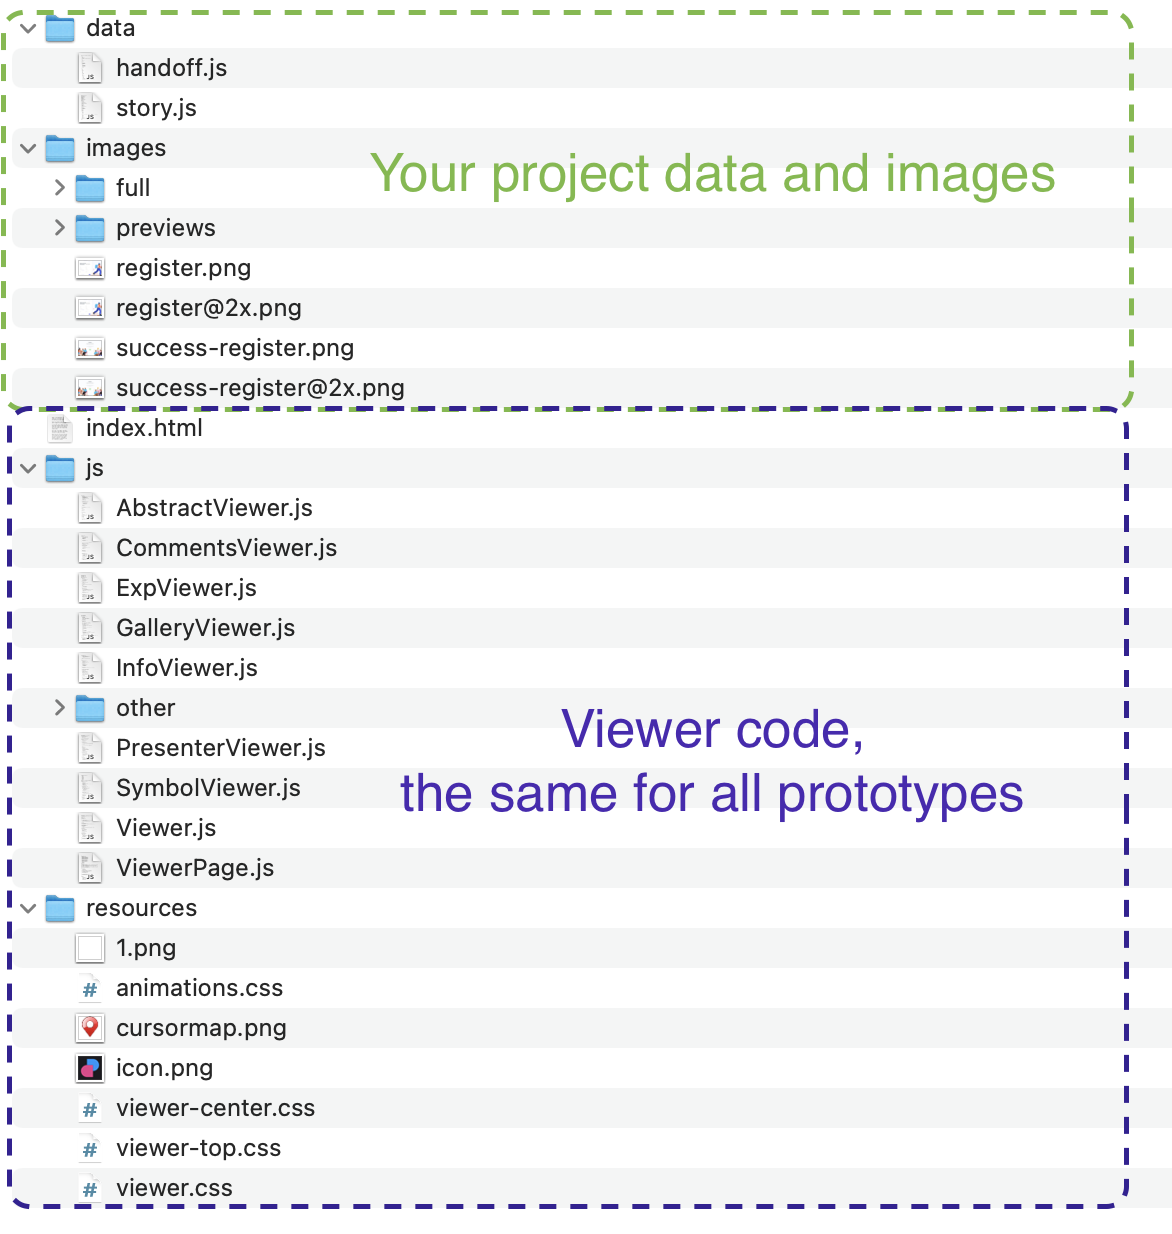 data
handoff.js
story.js
images
Your project data and images
full
previews
register.png
register@2x.png
success-register.png
success-register@2x.png
index.html
js
AbstractViewer.js
CommentsViewer.js
ExpViewer.js
GalleryViewer.js
InfoViewer.js
other
Viewer code,
PresenterViewer.js
SymbolViewer.js
the same for all prototypes
Viewer.js
ViewerPage.js
resources
1.png
animations.css
cursormap.png
icon.png
viewer-center.css
viewer-top.css
viewer.css